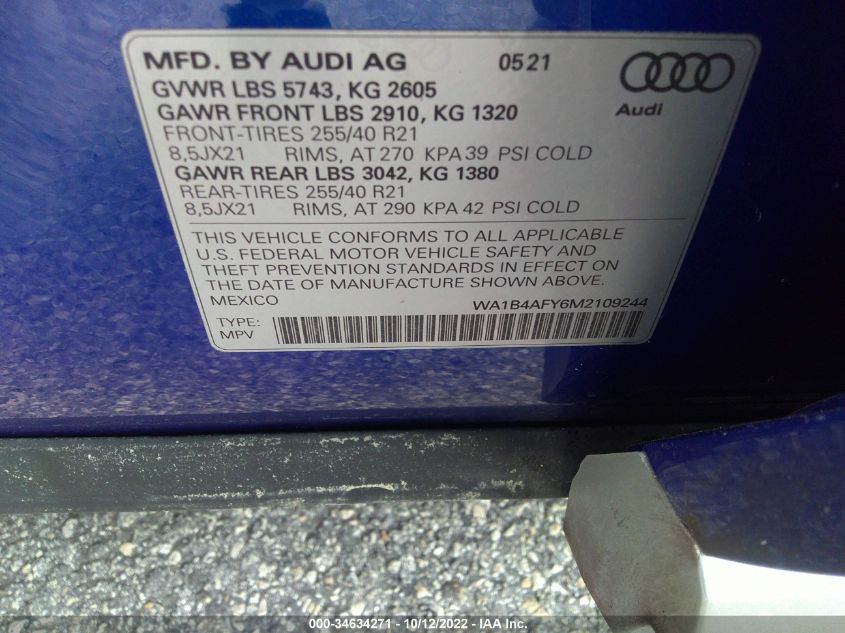 MFD. BY AUDI AG 0521
GVWR LBS 5743, KG 2605
GAWR FRONT LBS 2910, KG 1320
Audi
FRONT-TIRES 255/40 R21
8,5JX21 RIMS, AT 270 KPA 39 PSI COLD
GAWR REAR LBS 3042, KG 1380
REAR-TIRES 255/40 R21
8,5JX21 RIMS, AT 290 KPA 42 PSI COLD
THIS VEHICLE CONFORMS TO ALL APPLICABLE
U.S. FEDERAL MOTOR VEHICLE SAFETY AND
THEFT PREVENTION STANDARDS IN EFFECT ON
THE DATE OF MANUFACTURE SHOWN ABOVE.
MEXICO WA1B4AFY6M2109244
TYPE:
MPV
000-34634271 - 10/12/2022 - IAA Inc.